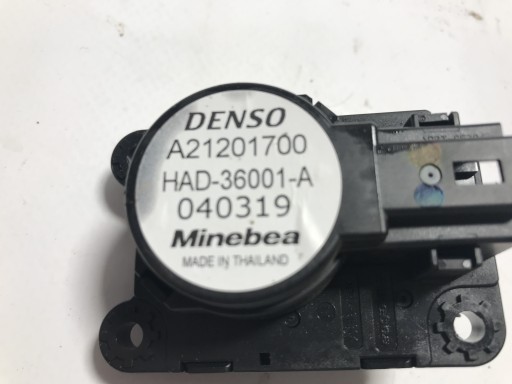 DENSO
A21201700
HAD-36001-A
040319
Minebea
MADE IN THAILAND